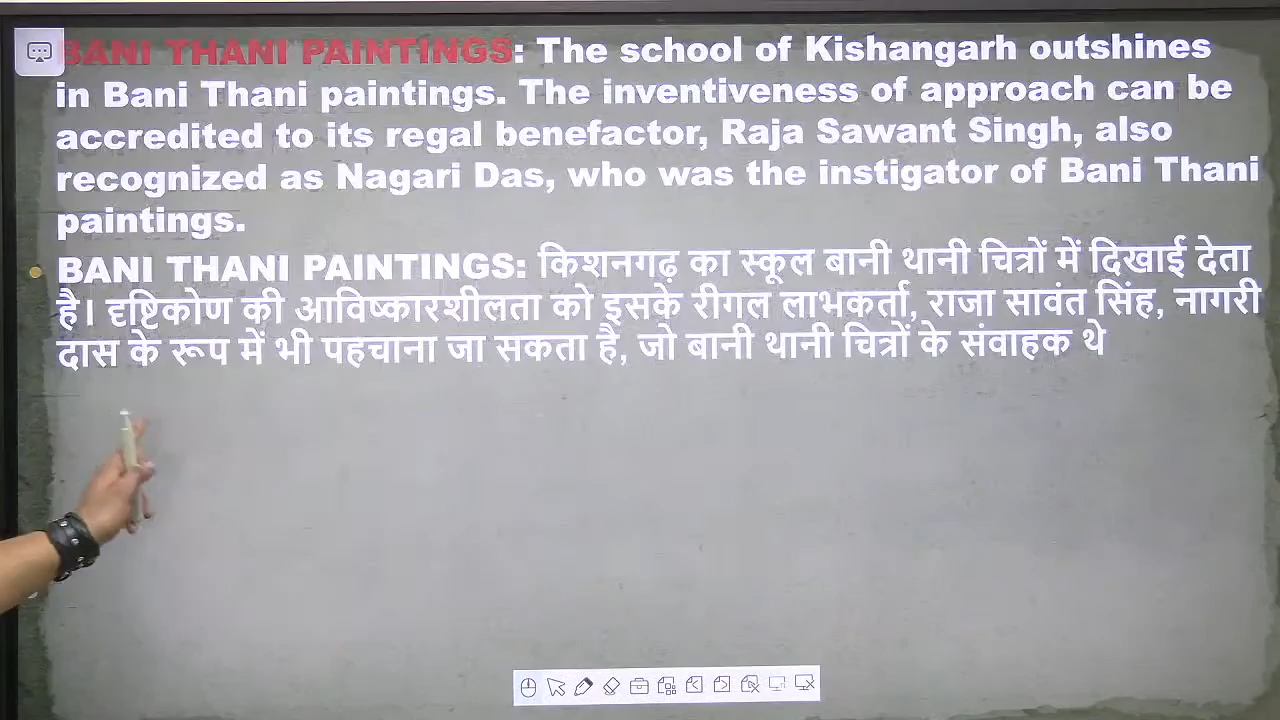 BANI THANI PAINTINGS: The school of Kishangarh outshines
in Bani Thani paintings. The inventiveness of approach can be
accredited to its regal benefactor, Raja Sawant Singh, also
recognized as Nagari Das, who was the instigator of Bani Thani
paintings.
BANI THANI PAINTINGS: किशनगढ़ का स्कूल बानी थानी चित्रों में दिखाई देता
है। दृष्टिकोण की आविष्कारशीलता को इसके रीगल लाभकर्ता, राजा सावंत सिंह, नागरी
दास के रूप में भी पहचाना जा सकता है, जो बानी थानी चित्रों के संवाहक थे